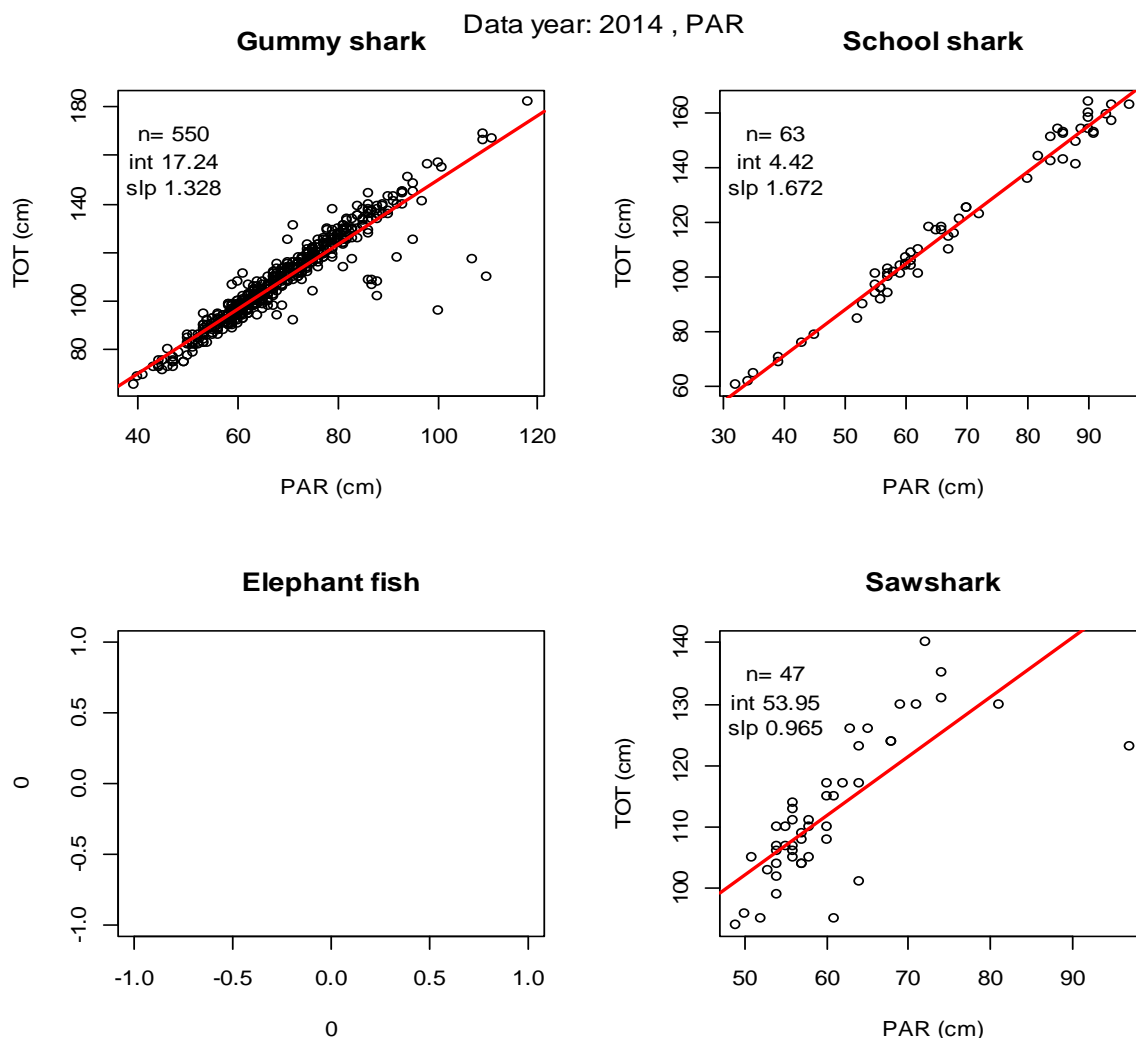 Data year: 2014 , PAR
Gummy shark
n= 550
int 17.24
slp 1.328
TOT (cm)
80
100
140
180
40
60
80
100
120
PAR (cm)
School shark
n= 63
int 4.42
slp 1.672
TOT (cm)
60
80
100
120
140
160
30
40
50
60
70
80
90
PAR (cm)
Elephant fish
0
-1.0
-0.5
0.0
0.5
1.0
-1.0
-0.5
0.0
0.5
1.0
0
Sawshark
n= 47
int 53.95
slp 0.965
TOT (cm)
100
110
120
130
140
50
60
70
80
90
PAR (cm)